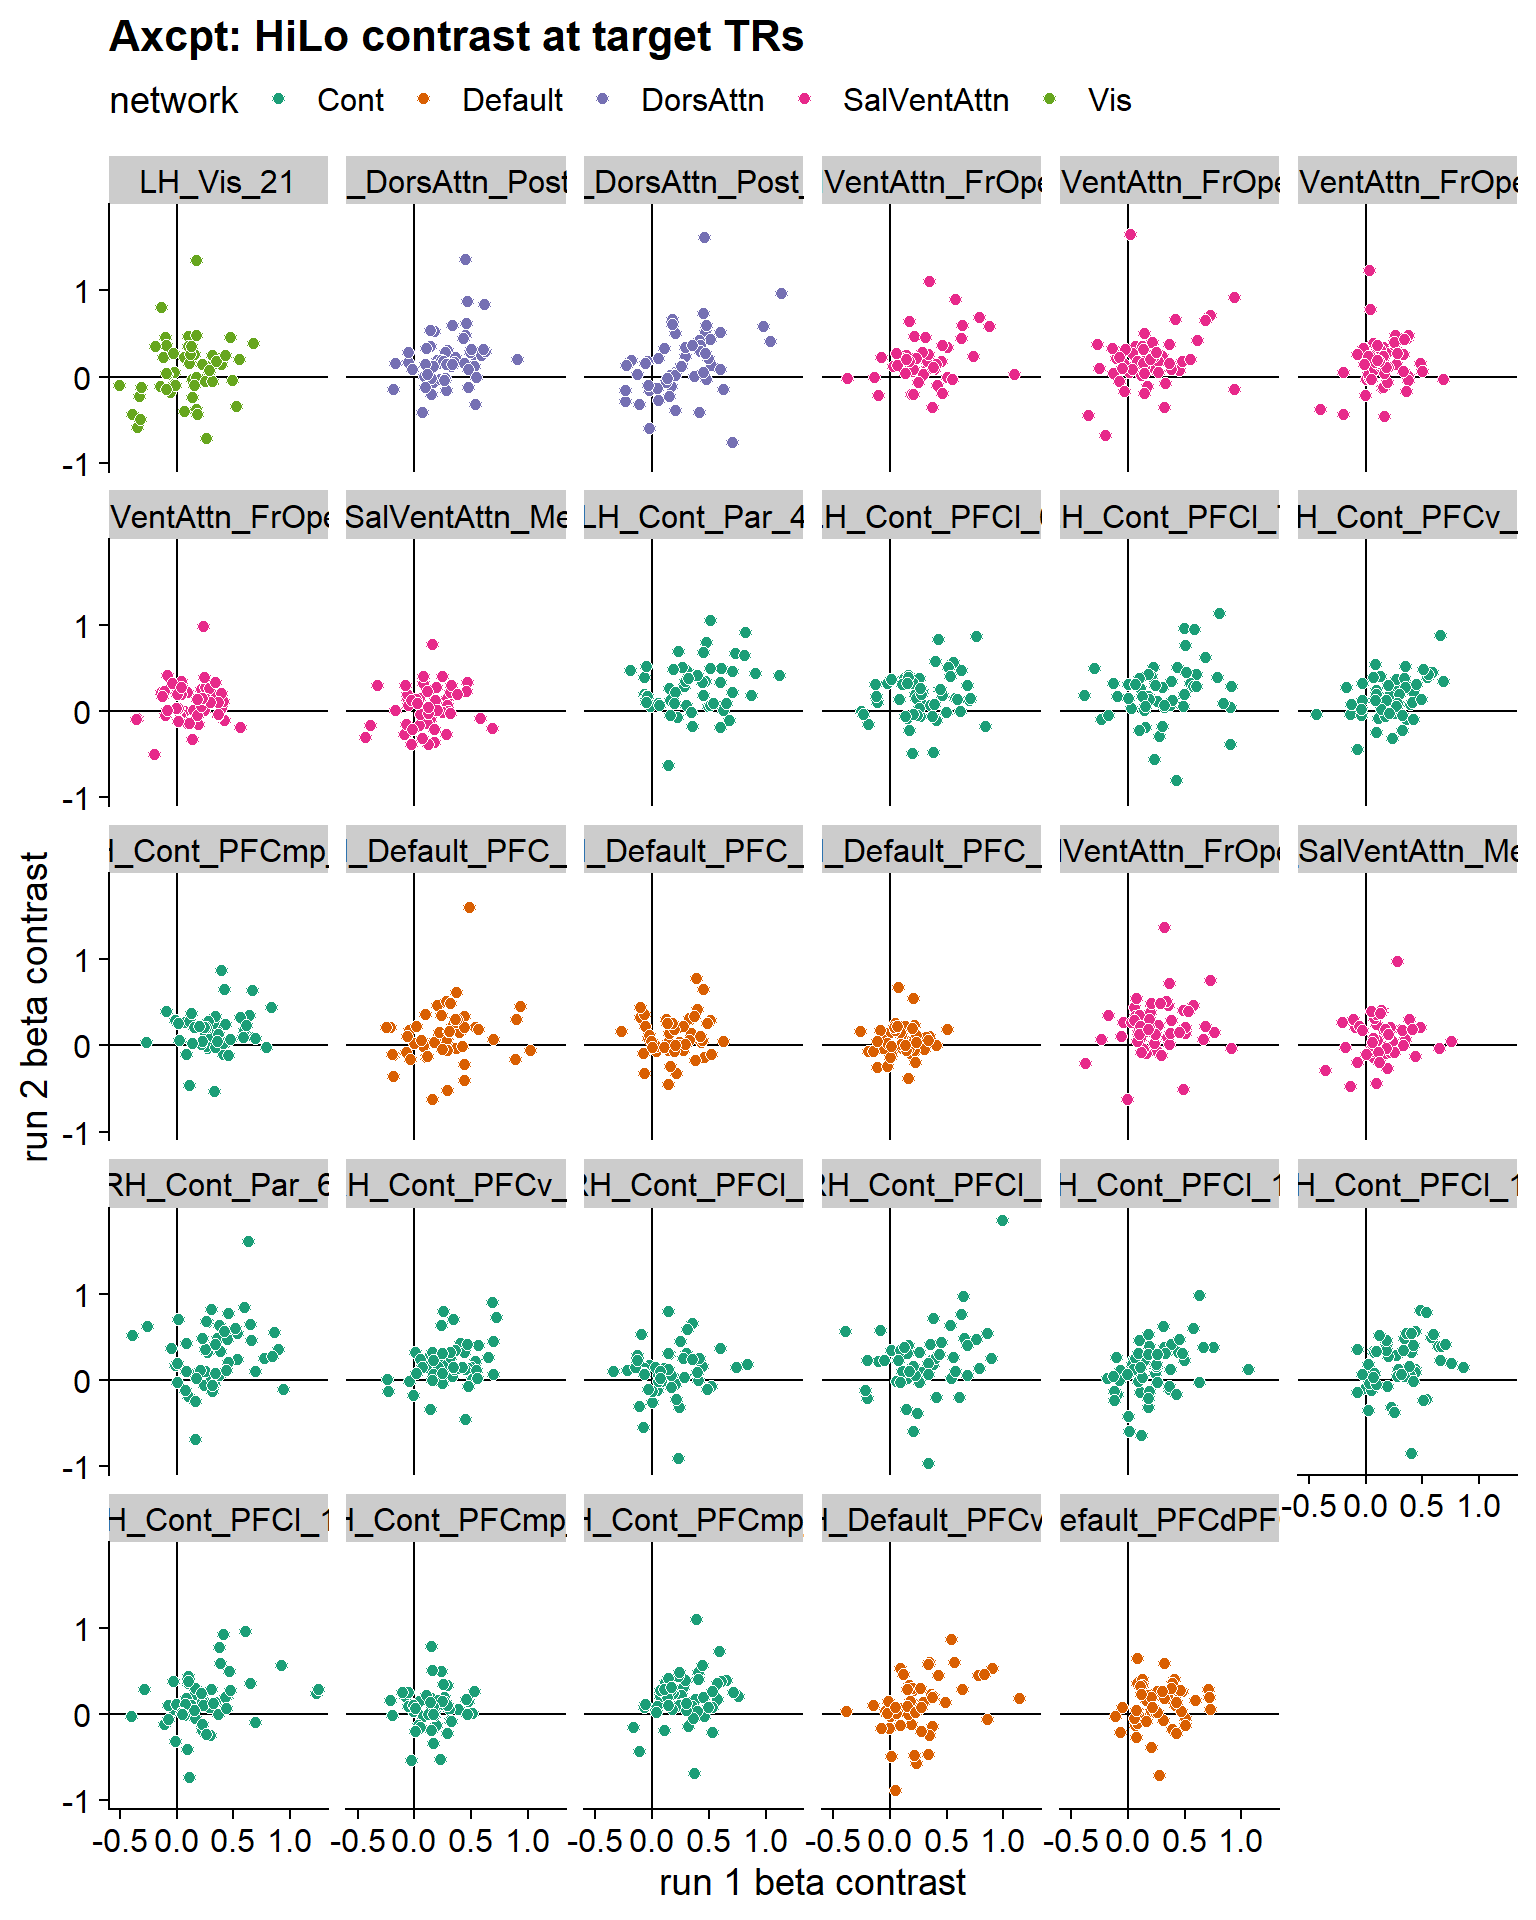 Axcpt: HiLo contrast at target TRs
network Cont Default DorsAttn SalVentAttn Vis
LH_Vis_21 _DorsAttn_Post _DorsAttn_Post_ VentAttn_FrOpe VentAttn_FrOpe VentAttn_FrOpe
1
0
-1
VentAttn_FrOpe SalVentAttn_Me LH_Cont_Par_4 H_Cont_PFCl_ H_Cont_PFCl_7 H_Cont_PFCv_
1
0
-1
H_Cont_PFCmp_ _Default_PFC_ _Default_PFC_ _Default_PFC_ VentAttn_FrOpe SalVentAttn_Me
1
0
-1
RH_Cont_Par_6 H_Cont_PFCv_ RH_Cont_PFCl_ RH_Cont_PFCl_ H_Cont_PFCl_1 H_Cont_PFCl_1
1
0
-1
-0.5 0.0 0.5 1.0
H_Cont_PFCl_1 H_Cont_PFCmp_ H_Cont_PFCmp_ H_Default_PFCv efault_PFCdPF
1
0
-1
-0.5 0.0 0.5 1.0 -0.5 0.0 0.5 1.0 -0.5 0.0 0.5 1.0 -0.5 0.0 0.5 1.0 -0.5 0.0 0.5 1.0
run 1 beta contrast
run 2 beta contrast